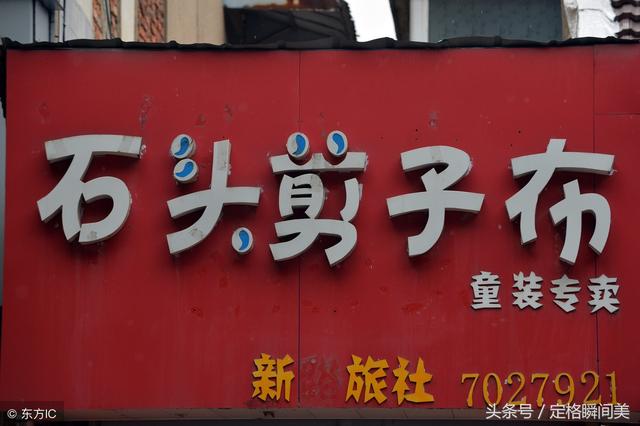 石头剪子布
童装专卖
新 旅社 7027921
© 东方IC
头条号 / 定格瞬间美